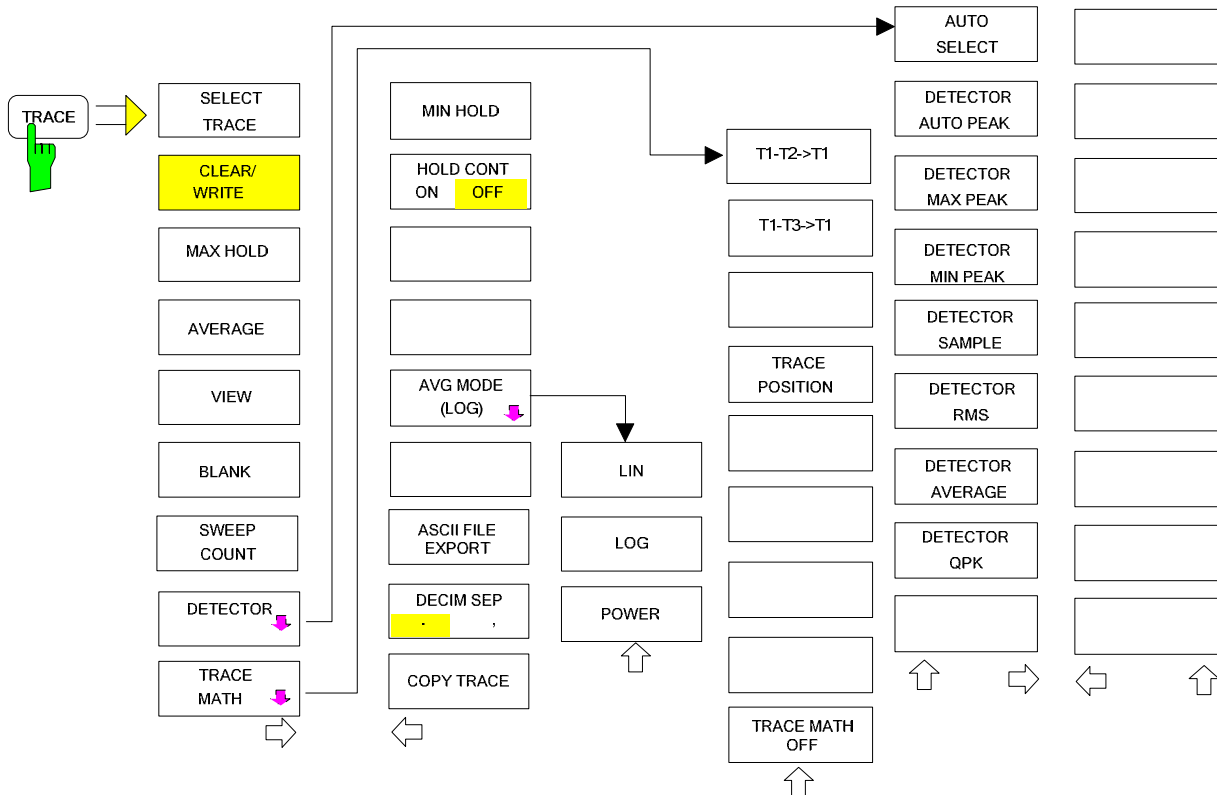 TRACE
SELECT
TRACE
CLEAR/
WRITE
MAX HOLD
AVERAGE
VIEW
BLANK
SWEEP
COUNT
DETECTOR
TRACE
MATH
MIN HOLD
HOLD CONT
ON OFF
AVG MODE
(LOG)
ASCII FILE
EXPORT
DECIM SEP
. ,
COPY TRACE
LIN
LOG
POWER
T1-T2->T1
T1-T3->T1
TRACE
POSITION
TRACE MATH
OFF
AUTO
SELECT
DETECTOR
AUTO PEAK
DETECTOR
MAX PEAK
DETECTOR
MIN PEAK
DETECTOR
SAMPLE
DETECTOR
RMS
DETECTOR
AVERAGE
DETECTOR
QPK